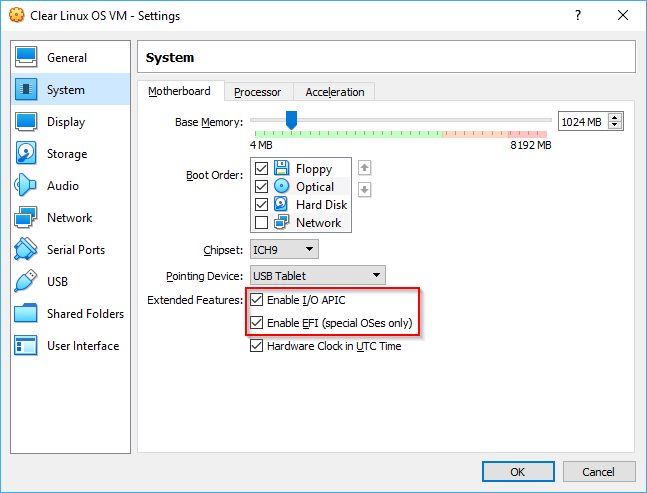 Clear Linux OS VM - Settings
?
General
System
Display
Storage
Audio
Network
Serial Ports
USB
Shared Folders
User Interface
System
Motherboard Processor Acceleration
Base Memory: 1024 MB
4 MB 8192 MB
Boot Order: Floppy
Optical
Hard Disk
Network
Chipset: ICH9
Pointing Device: USB Tablet
Extended Features: Enable I/O APIC
Enable EFI (special OSes only)
Hardware Clock in UTC Time
OK Cancel